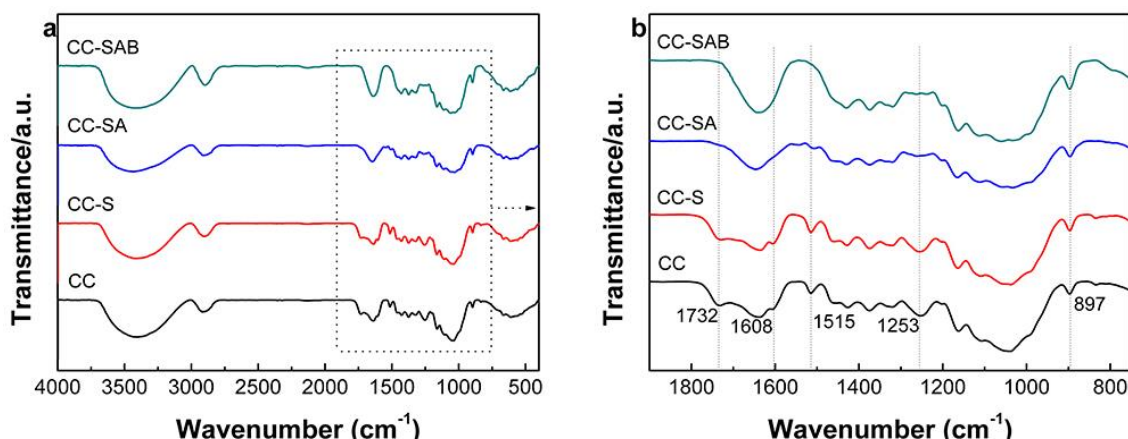 a
CC-SAB
CC-SA
CC-S
CC
Transmittance/a.u.
4000 3500 3000 2500 2000 1500 1000 500
Wavenumber (cm⁻¹)
b
CC-SAB
CC-SA
CC-S
CC
1732
1608
1515
1253
897
Transmittance/a.u.
1800 1600 1400 1200 1000 800
Wavenumber (cm⁻¹)